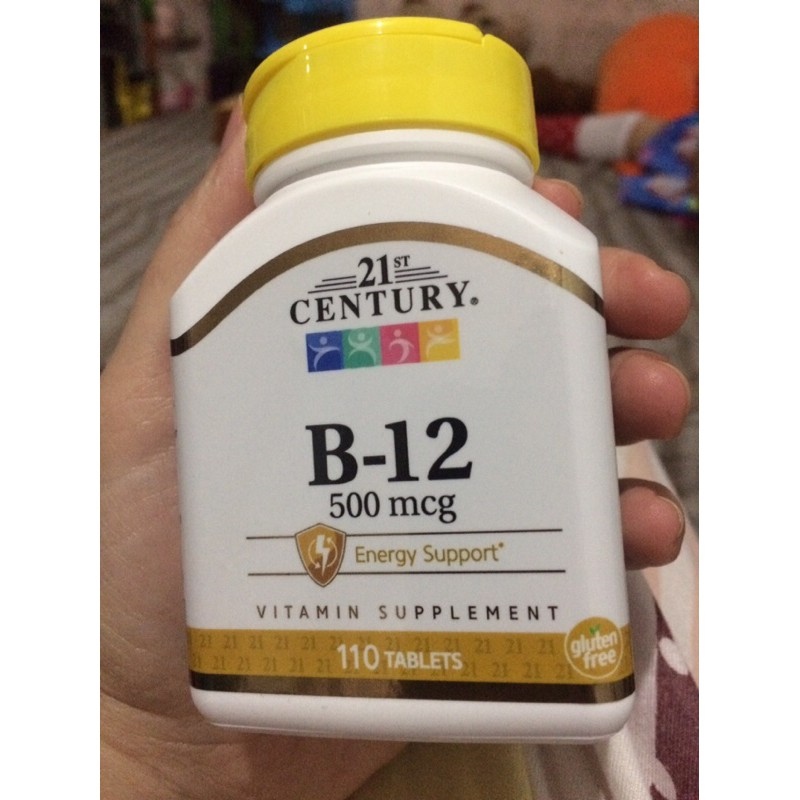 21ST
CENTURY®
B-12
500 mcg
Energy Support*
VITAMIN SUPPLEMENT
110 TABLETS
gluten
free